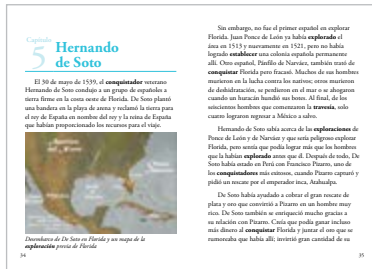 Capítulo
5
Hernando
de Soto
El 30 de mayo de 1539, el conquistador veterano
Hernando de Soto condujo a un grupo de españoles a
tierra firme en la costa oeste de Florida. De Soto plantó
una bandera en la playa de arena y reclamó la tierra para
el rey de España en nombre del rey y la reina de España
que habían proporcionado los recursos para el viaje.
Desembarco de De Soto en Florida y un mapa de la
exploración previa de Florida
34
Sin embargo, no fue el primer español en explorar
Florida. Juan Ponce de León ya había explorado el
área en 1513 y nuevamente en 1521, pero no había
logrado establecer una colonia española permanente
allí. Otro español, Pánfilo de Narváez, también trató de
conquistar Florida pero fracasó. Muchos de sus hombres
murieron en la lucha contra los nativos; otros murieron
de deshidratación, se perdieron en el mar o se ahogaron
cuando un huracán hundió sus botes. Al final, de los
seiscientos hombres que comenzaron la travesía, solo
cuatro lograron regresar a México a salvo.
Hernando de Soto sabía acerca de las exploraciones de
Ponce de León y de Narváez y que sería peligroso explorar
Florida, pero sentía que podía lograr más que los hombres
que la habían explorado antes que él. Después de todo, De
Soto había estado en Perú con Francisco Pizarro, uno de
los conquistadores más exitosos, cuando Pizarro capturó y
pidió un rescate por el emperador inca, Atahualpa.
De Soto había ayudado a cobrar el gran rescate de
plata y oro que convirtió a Pizarro en un hombre muy
rico. De Soto también se enriqueció mucho gracias a
su relación con Pizarro. Creía que podía ganar incluso
más dinero al conquistar Florida y juntar el oro que se
rumoreaba que había allí; invirtió gran cantidad de su
35